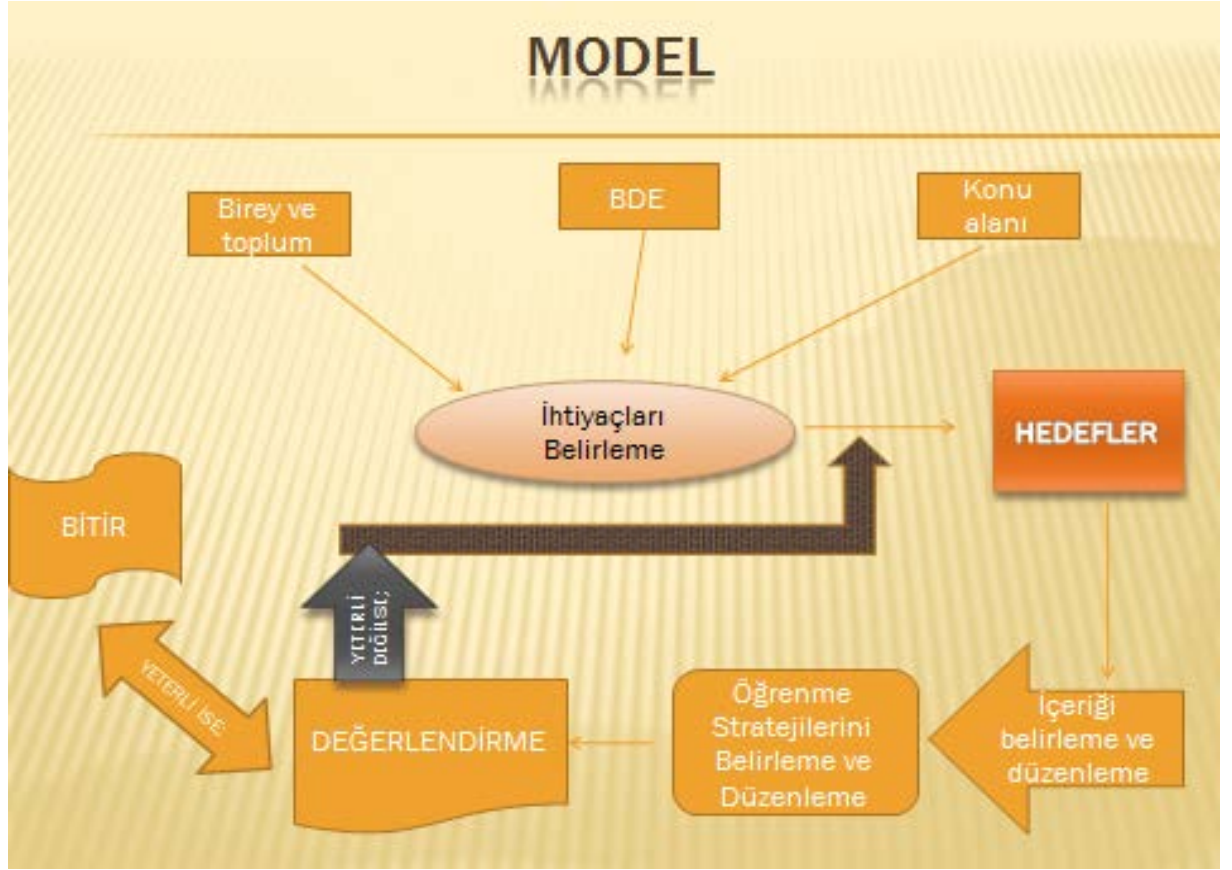 MODEL
Birey ve
toplum
BDE
Konu
alanı
İhtiyaçları
Belirleme
HEDEFLER
BİTİR
YETERLİ
DEĞİLSE;
YETERLİ İSE;
DEĞERLENDİRME
Öğrenme
Stratejilerini
Belirleme ve
Düzenleme
İçeriği
belirleme ve
düzenleme